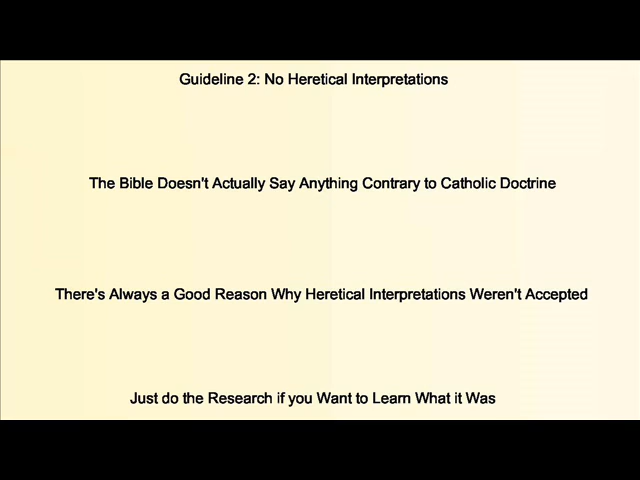 Guideline 2: No Heretical Interpretations
The Bible Doesn't Actually Say Anything Contrary to Catholic Doctrine
There's Always a Good Reason Why Heretical Interpretations Weren't Accepted
Just do the Research if you Want to Learn What it Was